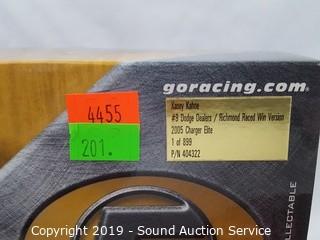 goracing.com
4455
201.
Kasey Kahne
#9 Dodge Dealers / Richmond Raced Win Version
2005 Charger Elite
1 of 899
P/N 404322
LLECTABLE
Copyright 2019 - Sound Auction Service